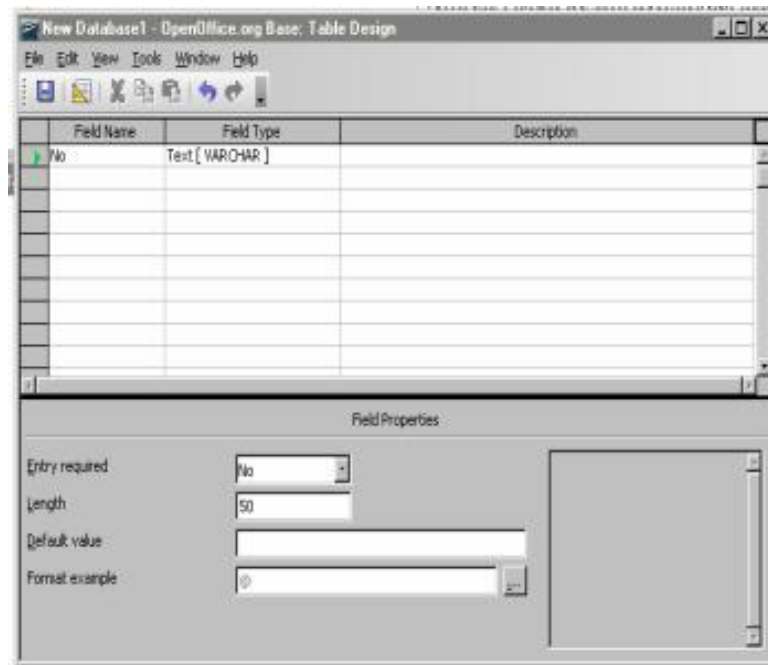 New Database1 - OpenOffice.org Base: Table Design
File Edit View Tools Window Help
Field Name Field Type Description
No Text [ VARCHAR ]
Field Properties
Entry required No
Length 50
Default value
Format example @
...